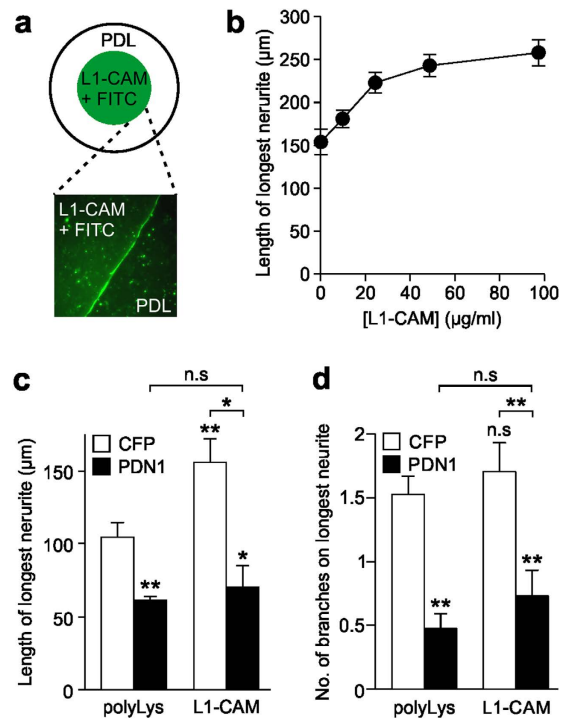 a
PDL
L1-CAM
+ FITC
L1-CAM
+ FITC
PDL
b
Length of longest nerurite (µm)
300
250
200
150
100
50
0
0 20 40 60 80 100
[L1-CAM] (µg/ml)
c
n.s
*
CFP
PDN1
**
**
*
Length of longest nerurite (µm)
150
100
50
0
polyLys L1-CAM
d
n.s
**
CFP
PDN1
n.s
**
**
No. of branches on longest neurite
2
1.5
1
0.5
0
polyLys L1-CAM